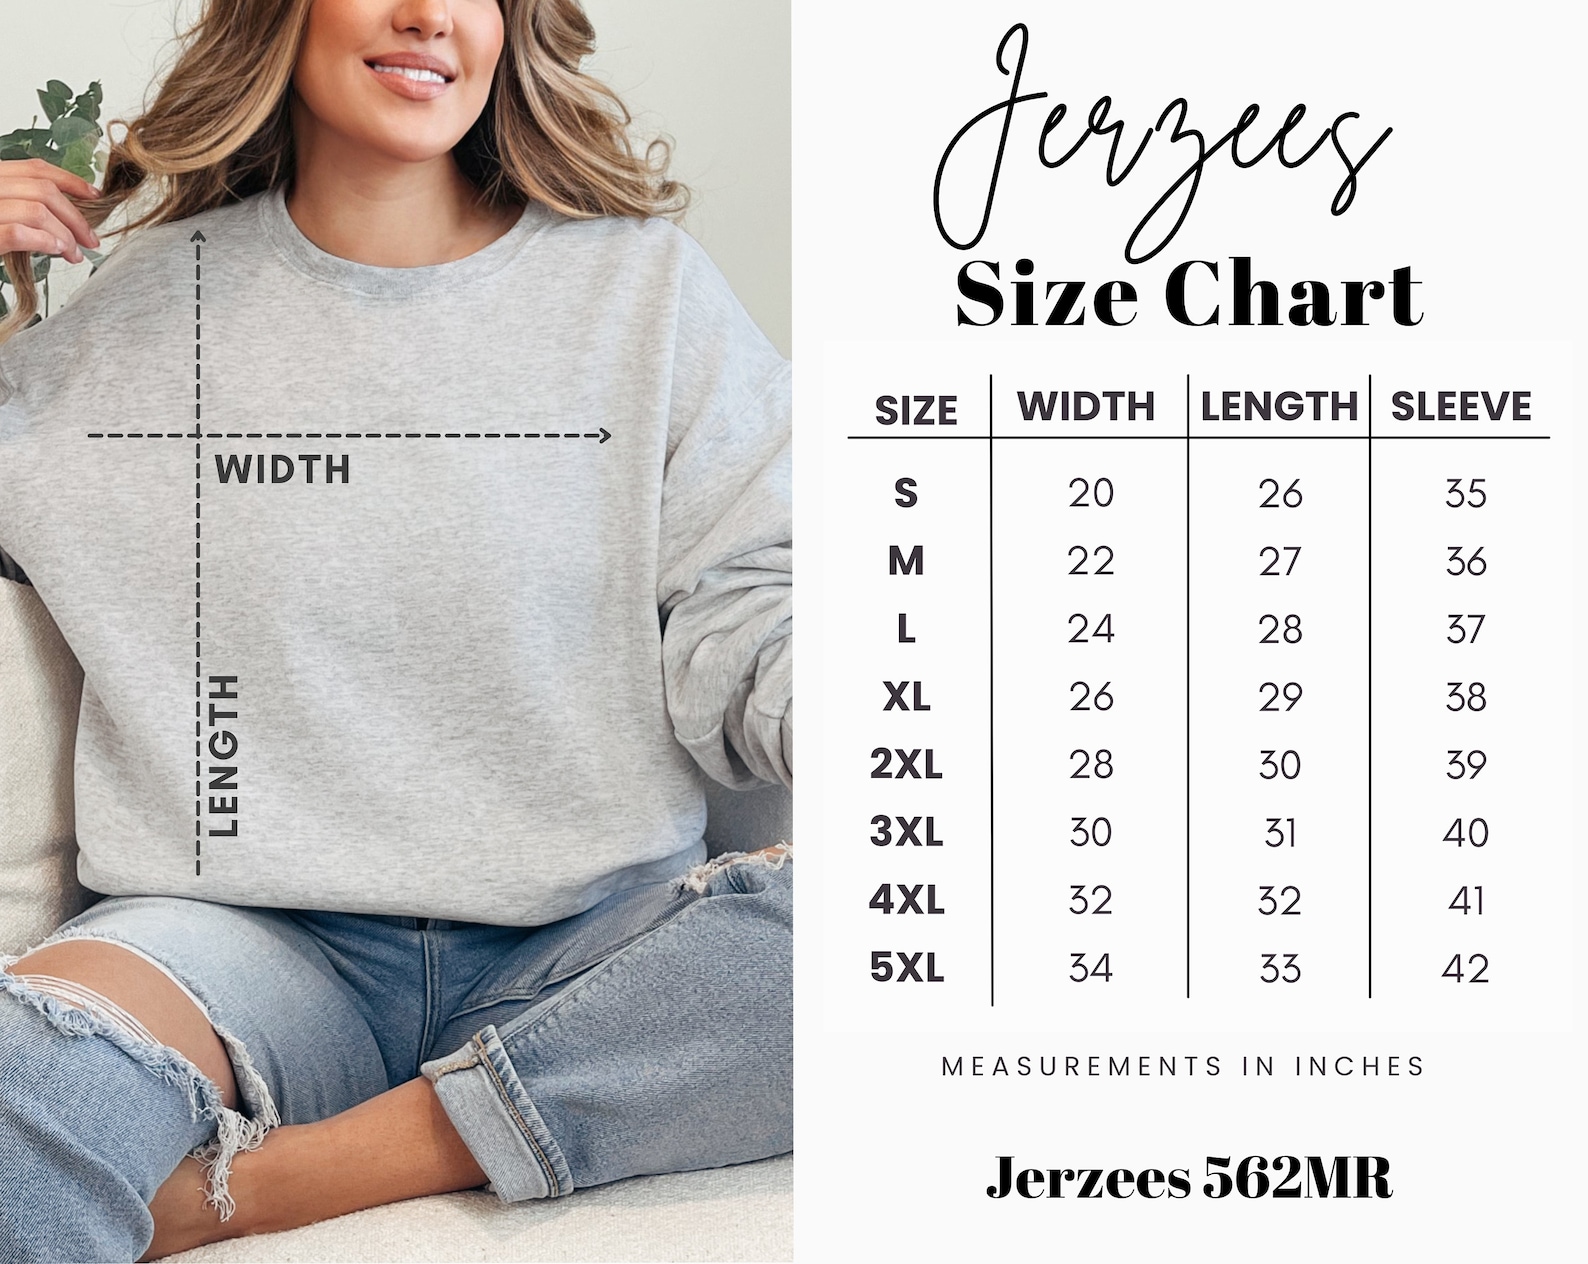 WIDTH
LENGTH
Jerzees
Size Chart
SIZE WIDTH LENGTH SLEEVE
S 20 26 35
M 22 27 36
L 24 28 37
XL 26 29 38
2XL 28 30 39
3XL 30 31 40
4XL 32 32 41
5XL 34 33 42
MEASUREMENTS IN INCHES
Jerzees 562MR